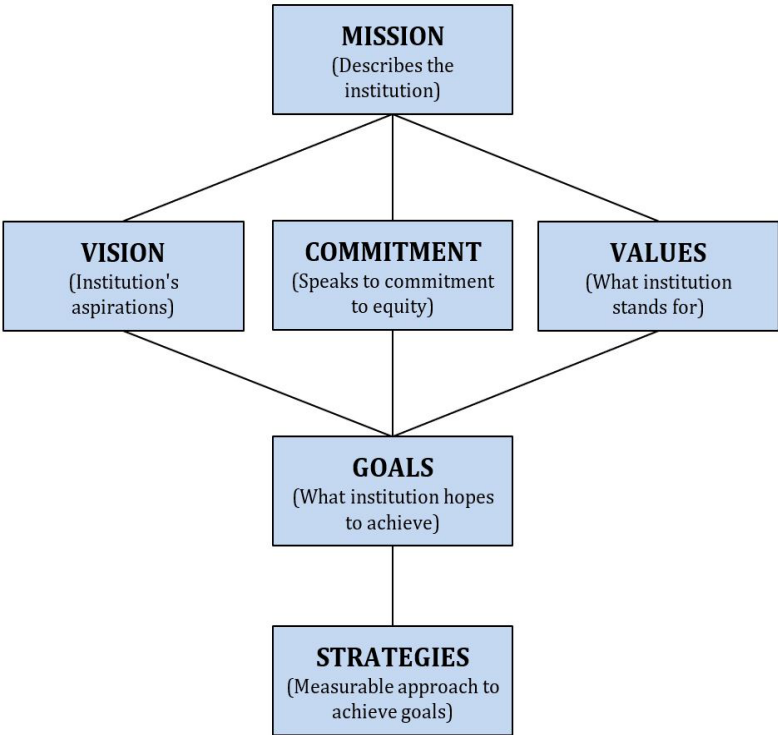 MISSION
(Describes the
institution)
VISION
(Institution's
aspirations)
COMMITMENT
(Speaks to commitment
to equity)
VALUES
(What institution
stands for)
GOALS
(What institution hopes
to achieve)
STRATEGIES
(Measurable approach to
achieve goals)